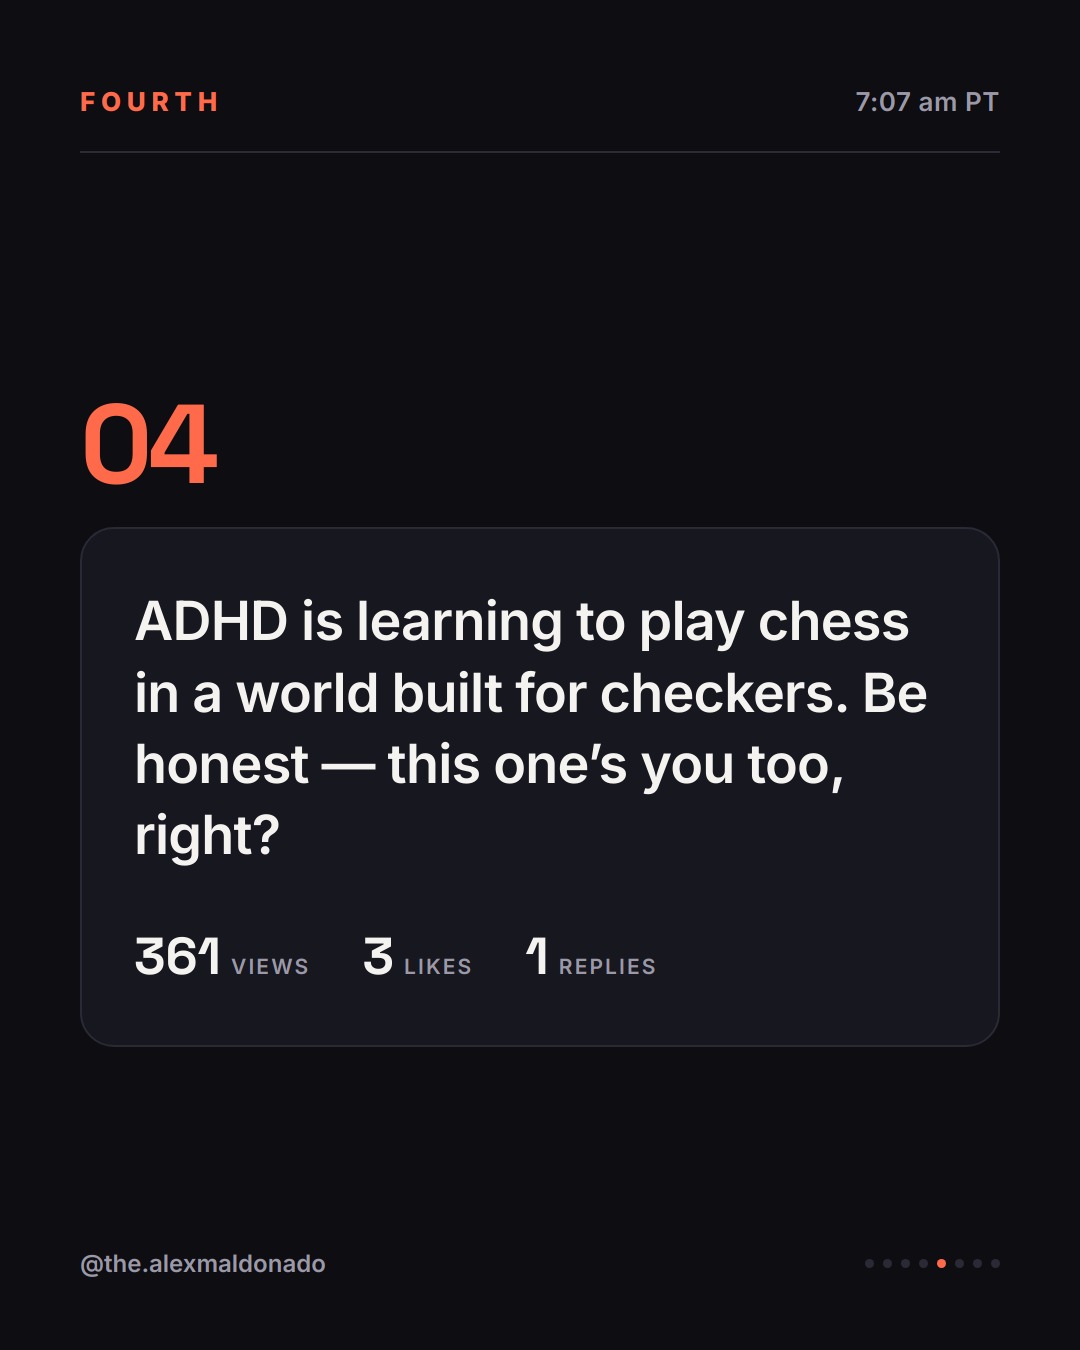 FOURTH
7:07 am PT
04
ADHD is learning to play chess
in a world built for checkers. Be
honest — this one’s you too,
right?
361 VIEWS 3 LIKES 1 REPLIES
@the.alexmaldonado